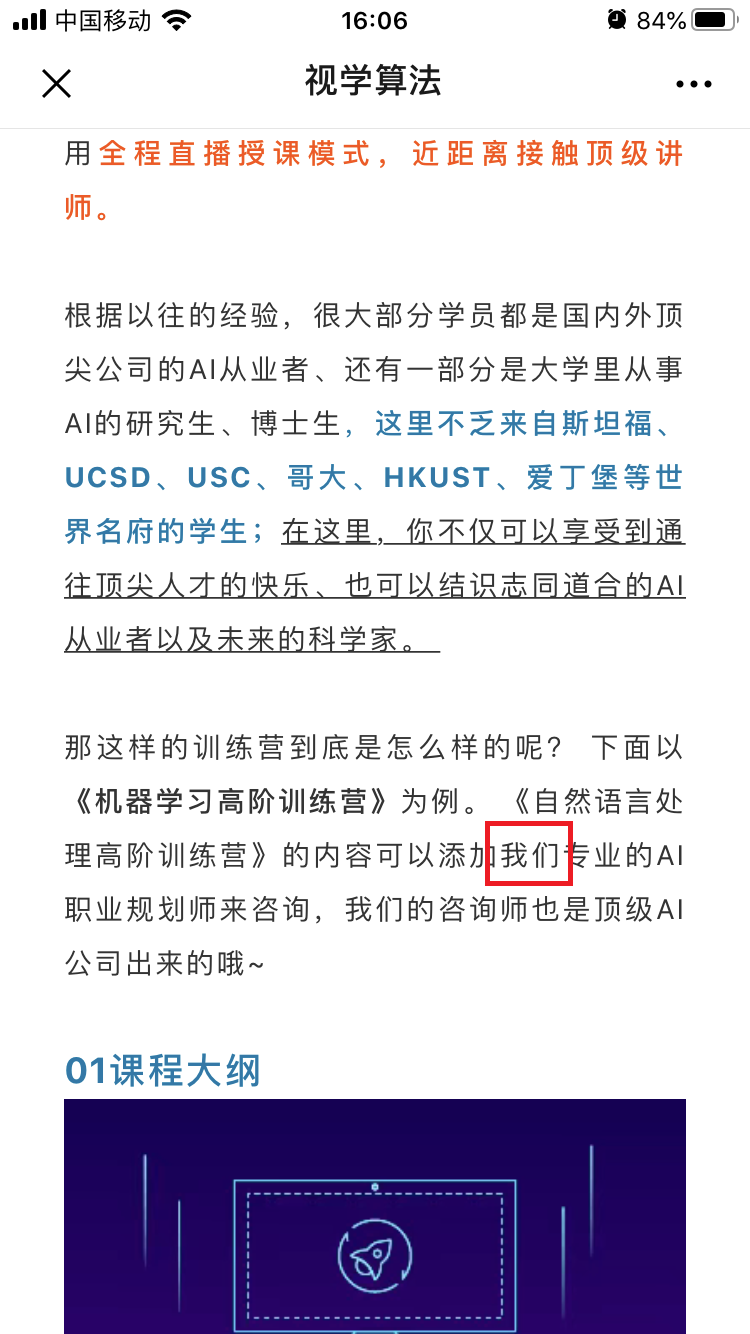 中国移动 16:06 84%
视学算法
用全程直播授课模式，近距离接触顶级讲
师。
根据以往的经验，很大部分学员都是国内外顶
尖公司的AI从业者、还有一部分是大学里从事
AI的研究生、博士生，这里不乏来自斯坦福、
UCSD、USC、哥大、HKUST、爱丁堡等世
界名府的学生；在这里，你不仅可以享受到通
往顶尖人才的快乐、也可以结识志同道合的AI
从业者以及未来的科学家。
那这样的训练营到底是怎么样的呢？ 下面以
《机器学习高阶训练营》为例。 《自然语言处
理高阶训练营》的内容可以添加我们专业的AI
职业规划师来咨询，我们的咨询师也是顶级AI
公司出来的哦~
01课程大纲